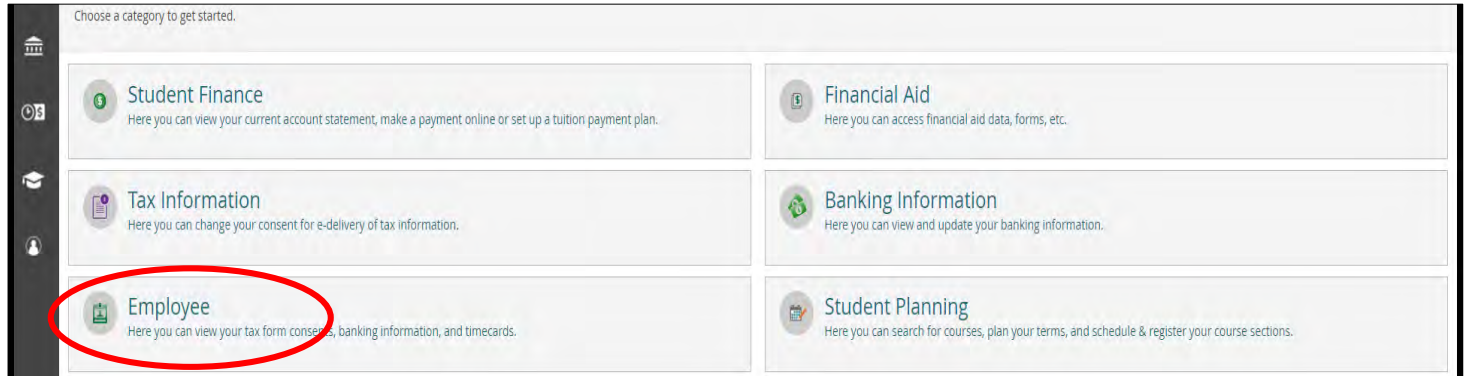 Choose a category to get started.
Student Finance
Here you can view your current account statement, make a payment online or set up a tuition payment plan.
Financial Aid
Here you can access financial aid data, forms, etc.
Tax Information
Here you can change your consent for e-delivery of tax information.
Banking Information
Here you can view and update your banking information.
Employee
Here you can view your tax form consents, banking information, and timecards.
Student Planning
Here you can search for courses, plan your terms, and schedule & register your course sections.